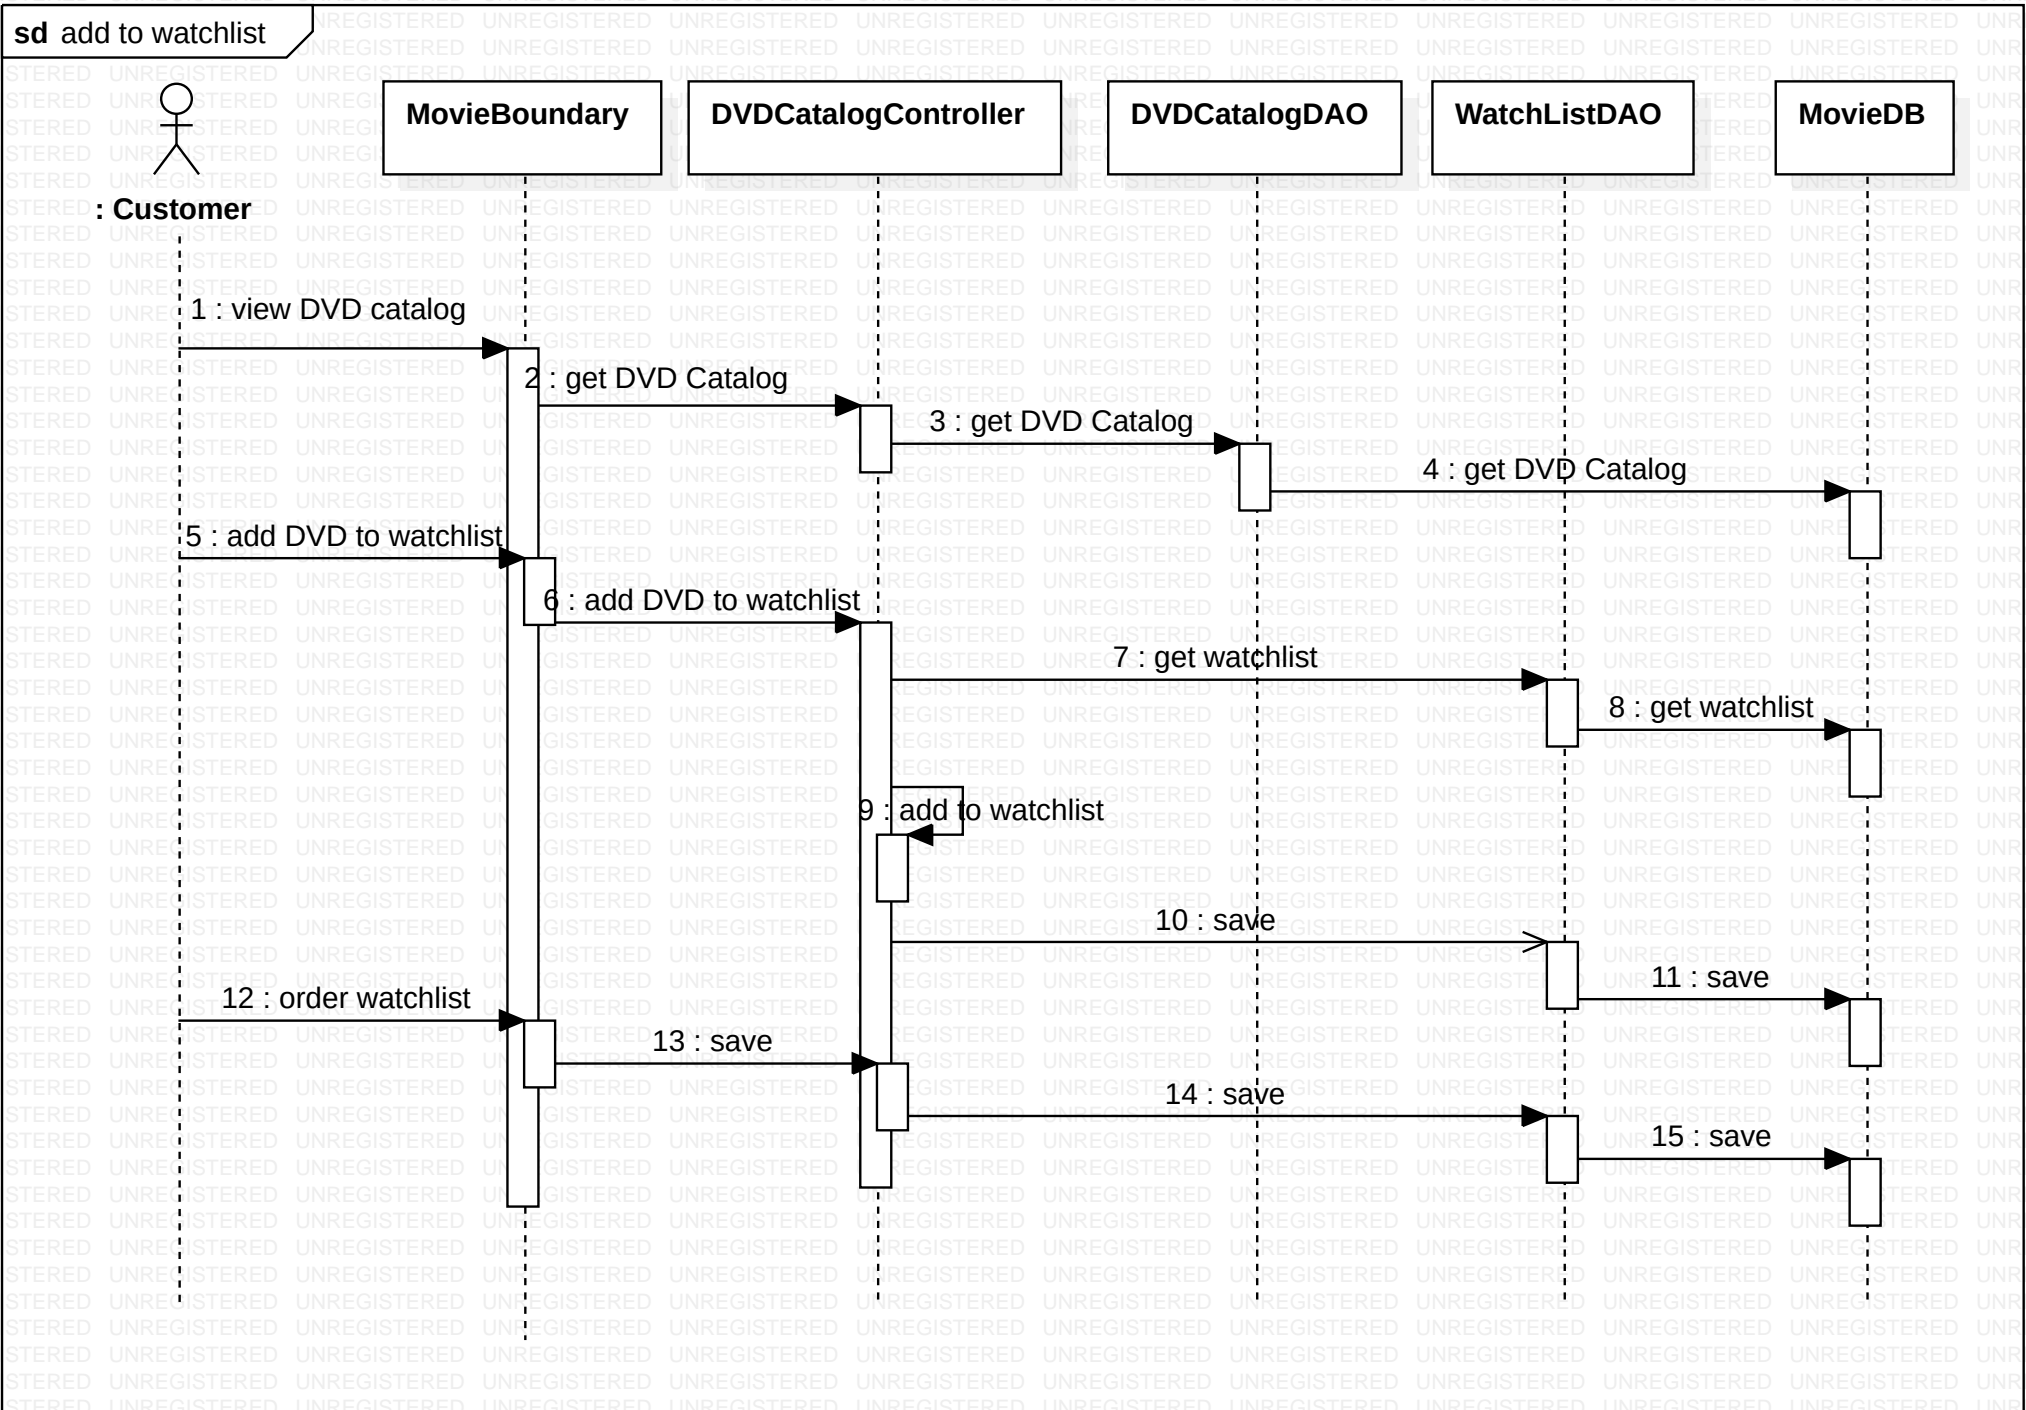 sd add to watchlist
: Customer
MovieBoundary
DVDCatalogController
DVDCatalogDAO
WatchListDAO
MovieDB
1 : view DVD catalog
2 : get DVD Catalog
3 : get DVD Catalog
4 : get DVD Catalog
5 : add DVD to watchlist
6 : add DVD to watchlist
7 : get watchlist
8 : get watchlist
9 : add to watchlist
10 : save
11 : save
12 : order watchlist
13 : save
14 : save
15 : save
UNREGISTERED